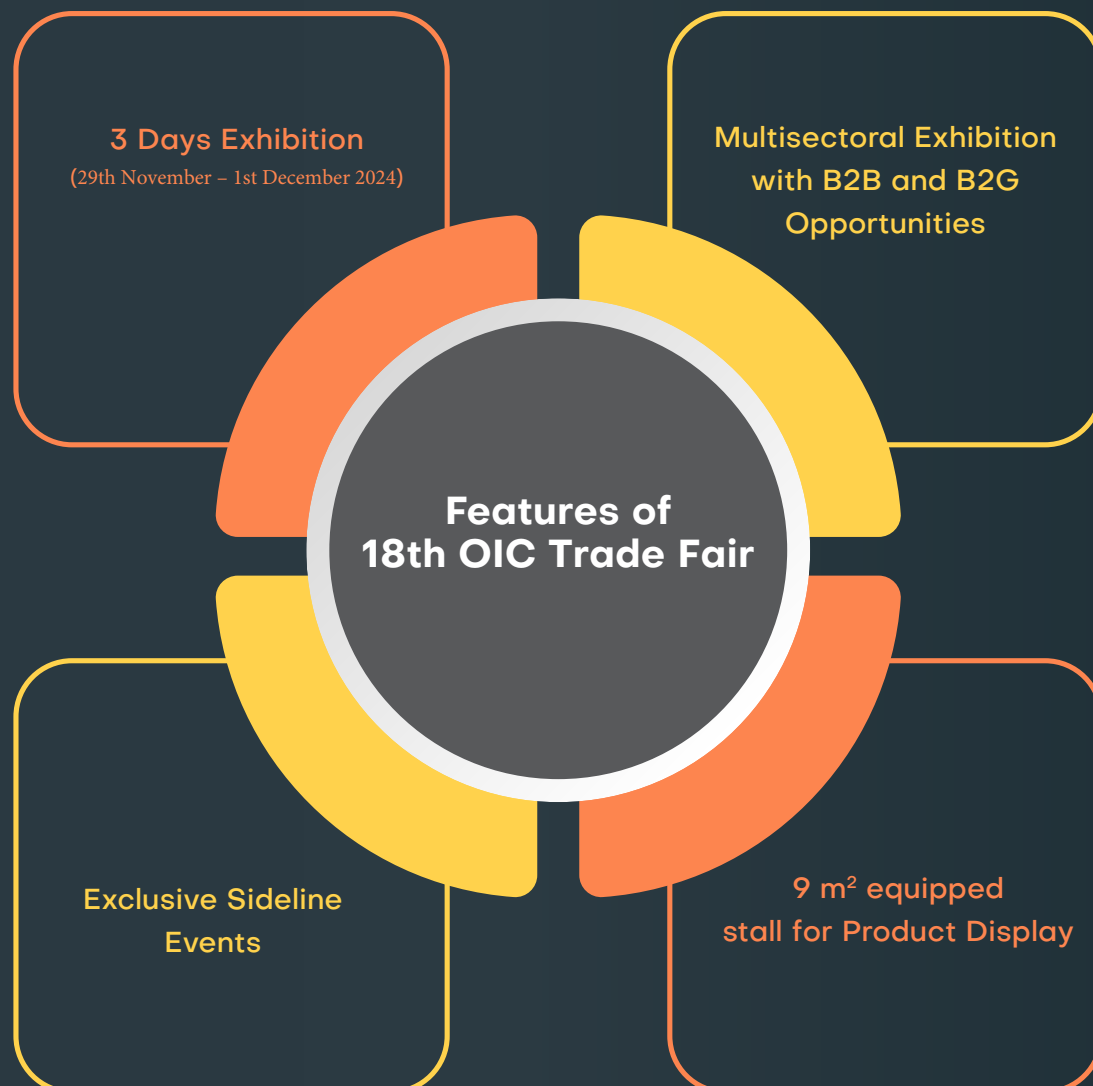 3 Days Exhibition
(29th November – 1st December 2024)
Multisectoral Exhibition
with B2B and B2G
Opportunities
Features of
18th OIC Trade Fair
Exclusive Sideline
Events
9 m² equipped
stall for Product Display